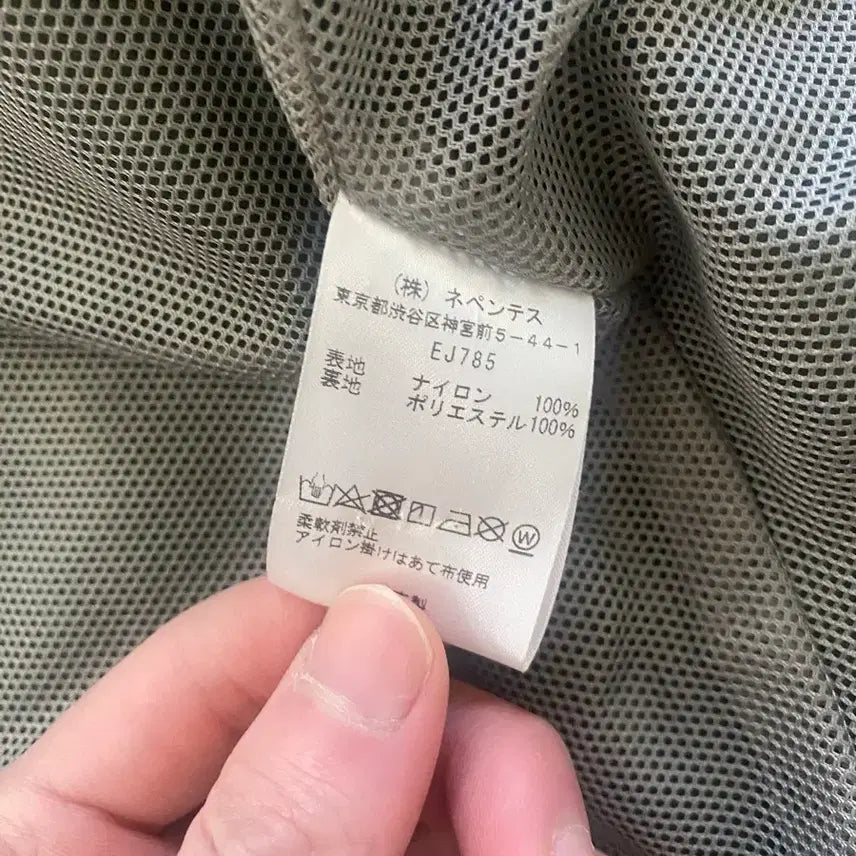 (株) ネペンテス
東京都渋谷区神宮前5-44-1
EJ785
表地 ナイロン 100%
裏地 ポリエステル100%
W
柔軟剤禁止
アイロン掛けはあて布使用
製